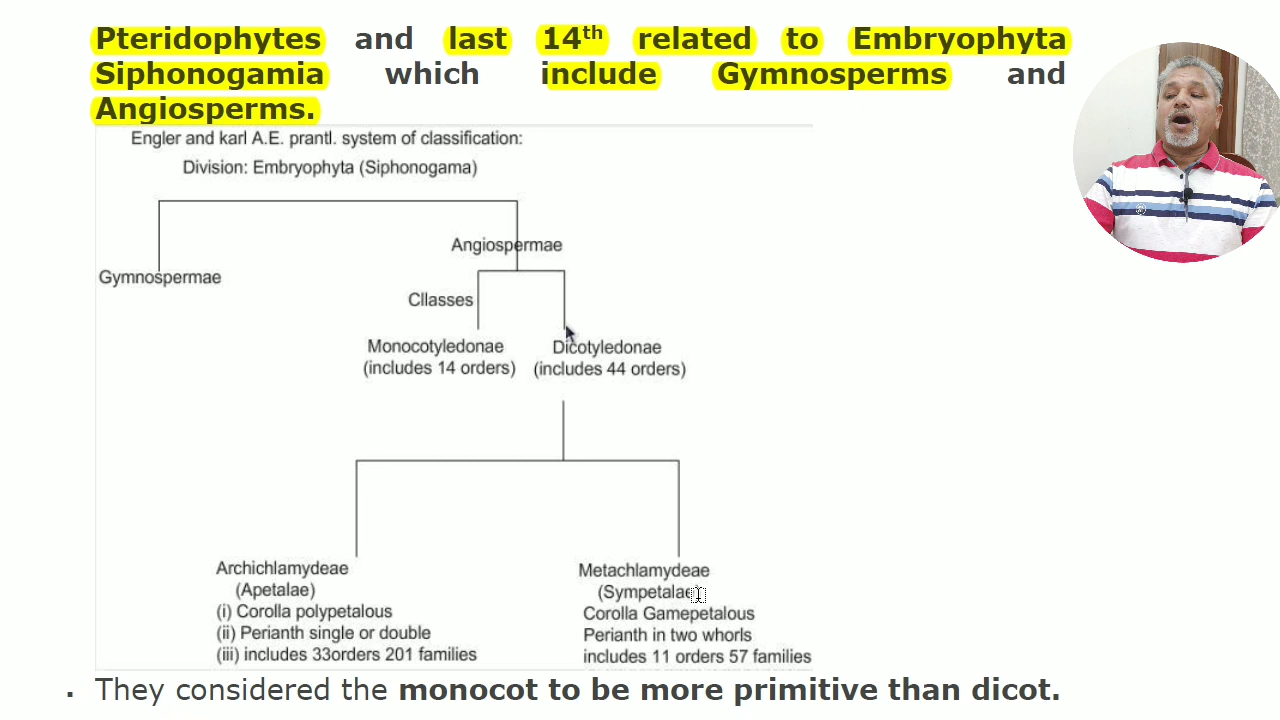 Pteridophytes and last 14th related to Embryophyta
Siphonogamia which include Gymnosperms and
Angiosperms.
Engler and karl A.E. prantl. system of classification:
Division: Embryophyta (Siphonogama)
Angiospermae
Gymnospermae
Cllasses
Monocotyledonae
(includes 14 orders)
Dicotyledonae
(includes 44 orders)
Archichlamydeae
(Apetalae)
(i) Corolla polypetalous
(ii) Perianth single or double
(iii) includes 33orders 201 families
Metachlamydeae
(Sympetalae
Corolla Gamepetalous
Perianth in two whorls
includes 11 orders 57 families
▪ They considered the monocot to be more primitive than dicot.